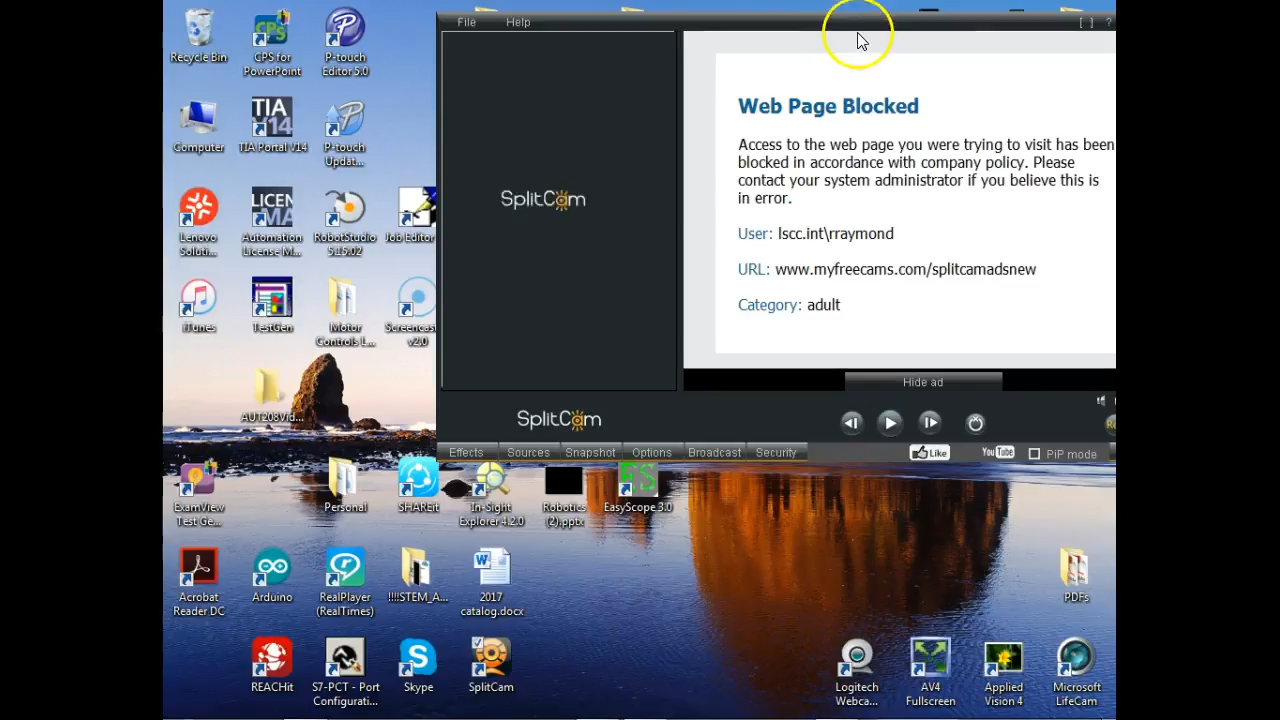 File Help [ ] ?
Recycle Bin
CPS for
PowerPoint
P-touch
Editor 5.0
Computer
TIA
V14
TIA Portal V14
P-touch
Updat...
Lenovo
Soluti...
LICEN
MA
Automation
License M...
RobotStudio
5.15.02
Job Editor
iTunes
TestGen
Motor
Controls L...
Screencast
v2.0
AUT208Vid...
SplitCam
Web Page Blocked
Access to the web page you were trying to visit has been
blocked in accordance with company policy. Please
contact your system administrator if you believe this is
in error.
User: lscc.int\rraymond
URL: www.myfreecams.com/splitcamadsnew
Category: adult
Hide ad
SplitCam
Effects Sources Snapshot Options Broadcast Security
Like YouTube PiP mode
ExamView
Test Ge...
Personal
SHAREit
In-Sight
Explorer 4.2.0
Robotics
(2).pptx
ES
EasyScope 3.0
Acrobat
Reader DC
Arduino
RealPlayer
(RealTimes)
!!!!STEM_A...
2017
catalog.docx
PDFs
REACHit
S7-PCT - Port
Configurati...
Skype
SplitCam
Logitech
Webca...
AV4
Fullscreen
Applied
Vision 4
Microsoft
LifeCam